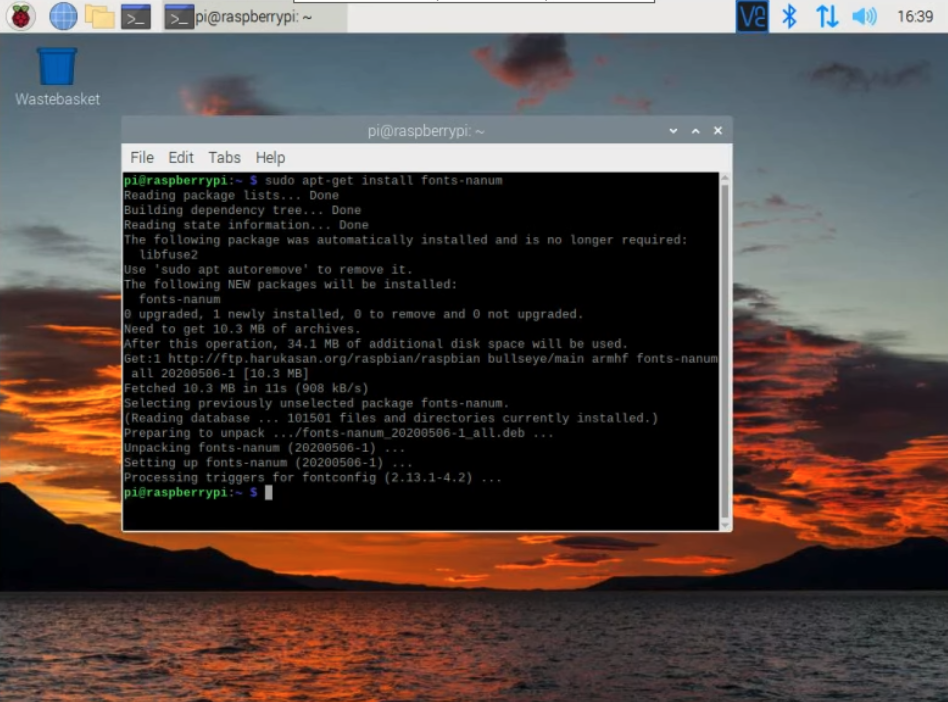 pi@raspberrypi: ~
16:39
Wastebasket
pi@raspberrypi: ~
File Edit Tabs Help
pi@raspberrypi:~ $ sudo apt-get install fonts-nanum
Reading package lists... Done
Building dependency tree... Done
Reading state information... Done
The following package was automatically installed and is no longer required:
  libfuse2
Use 'sudo apt autoremove' to remove it.
The following NEW packages will be installed:
  fonts-nanum
0 upgraded, 1 newly installed, 0 to remove and 0 not upgraded.
Need to get 10.3 MB of archives.
After this operation, 34.1 MB of additional disk space will be used.
Get:1 http://ftp.harukasan.org/raspbian/raspbian bullseye/main armhf fonts-nanum
 all 20200506-1 [10.3 MB]
Fetched 10.3 MB in 11s (908 kB/s)
Selecting previously unselected package fonts-nanum.
(Reading database ... 101501 files and directories currently installed.)
Preparing to unpack .../fonts-nanum_20200506-1_all.deb ...
Unpacking fonts-nanum (20200506-1) ...
Setting up fonts-nanum (20200506-1) ...
Processing triggers for fontconfig (2.13.1-4.2) ...
pi@raspberrypi:~ $